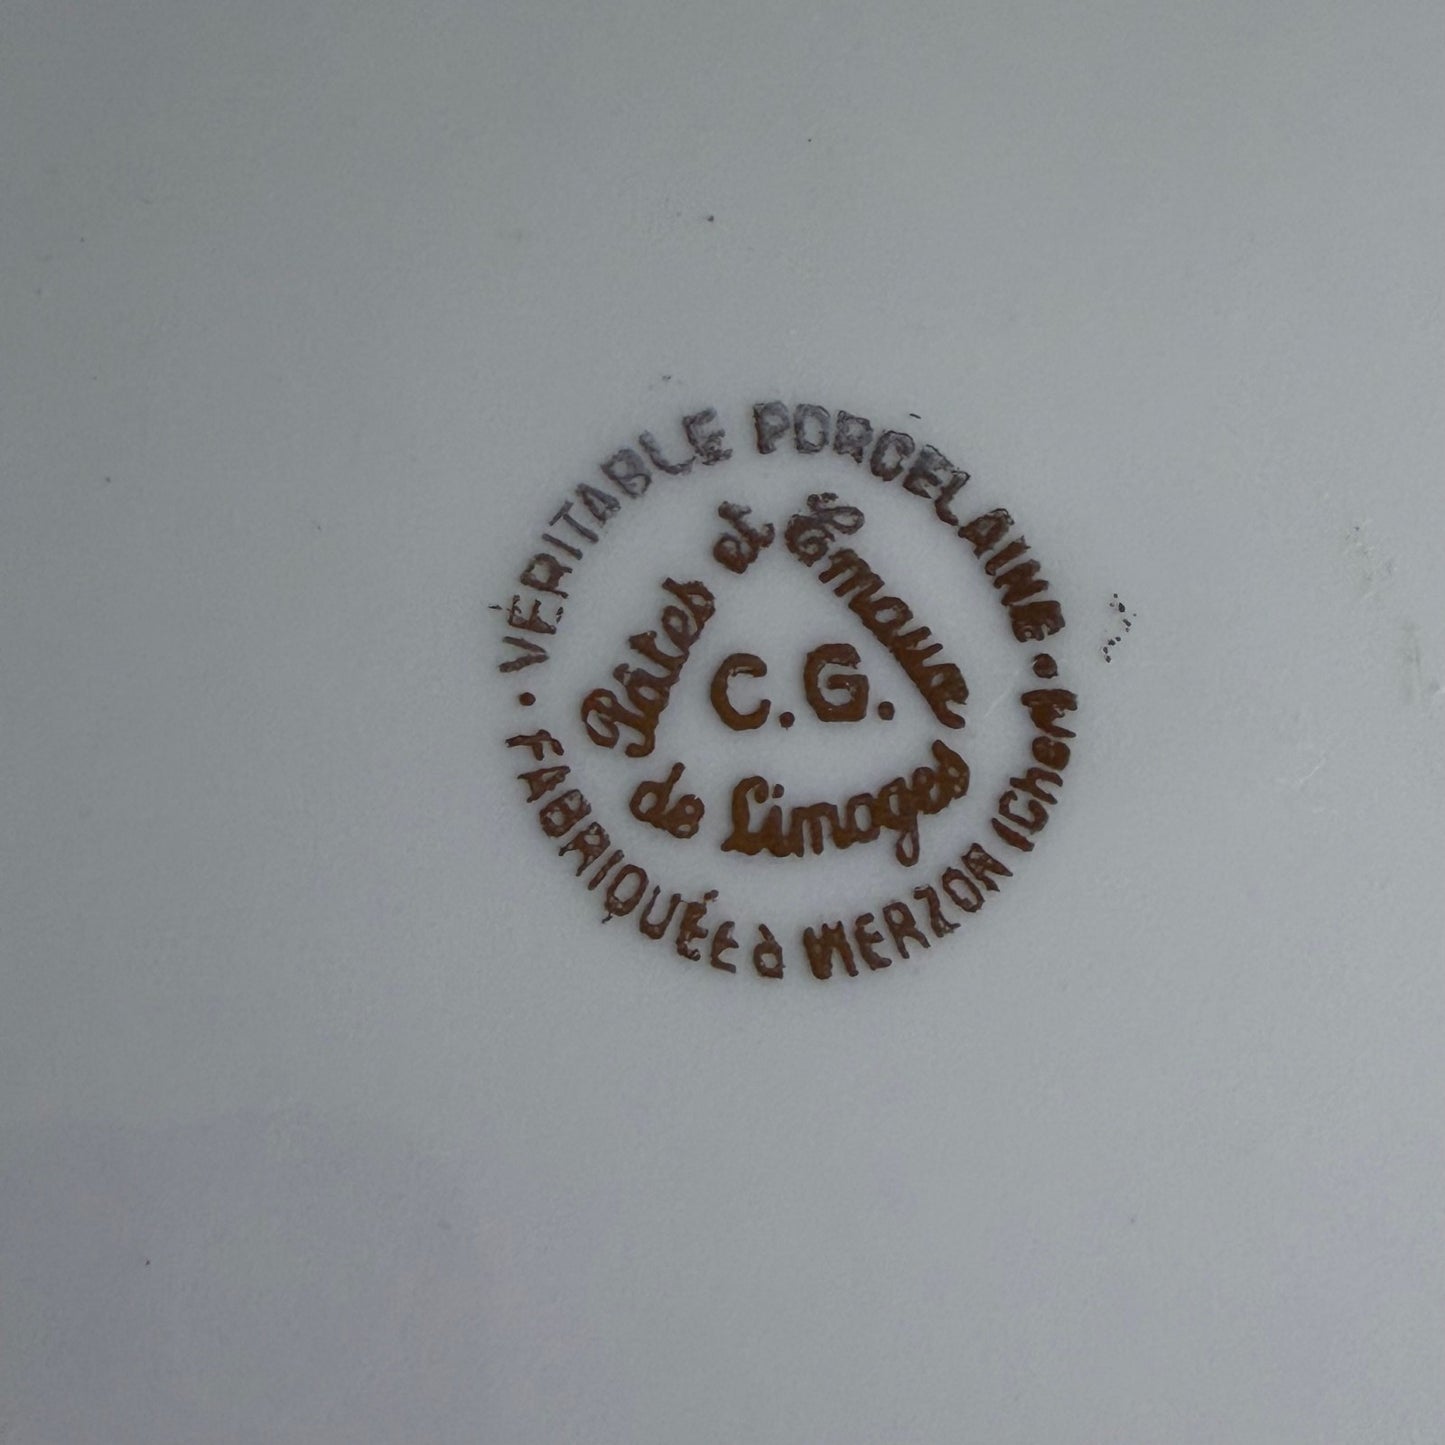 VÉRITABLE PORCELAINE
Pâtes et Émaux
C.G.
de Limoges
• FABRIQUÉE à VIERZON (Cher) •